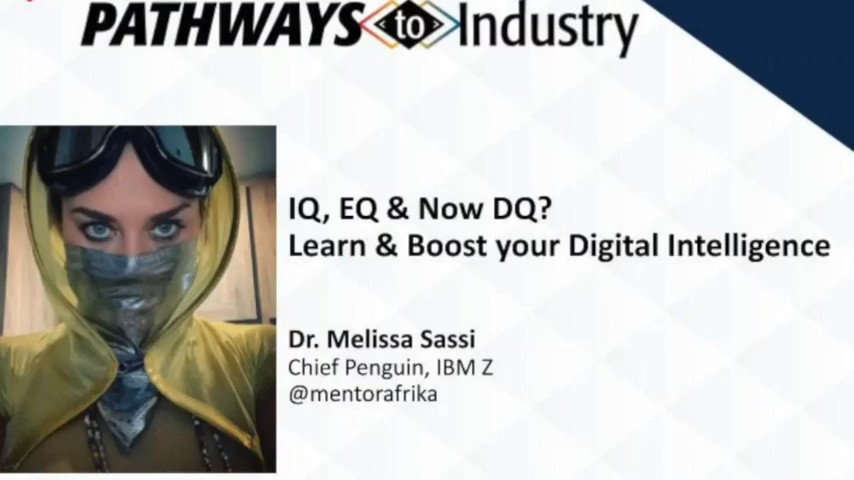 PATHWAYS <to> Industry
IQ, EQ & Now DQ?
Learn & Boost your Digital Intelligence
Dr. Melissa Sassi
Chief Penguin, IBM Z
@mentorafrika